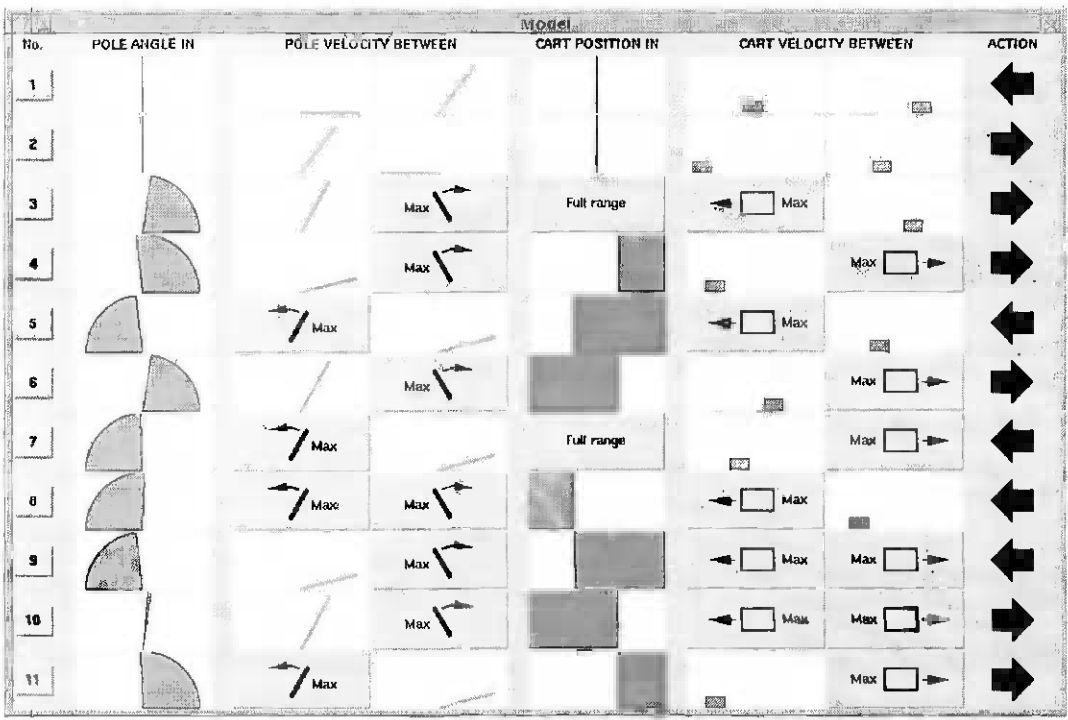 Model
No. POLE ANGLE IN POLE VELOCITY BETWEEN CART POSITION IN CART VELOCITY BETWEEN ACTION
1
2
3 Max Full range Max
4 Max Max
5 Max Max
6 Max Max
7 Max Full range Max
8 Max Max Max
9 Max Max Max
10 Max Max Max
11 Max Max